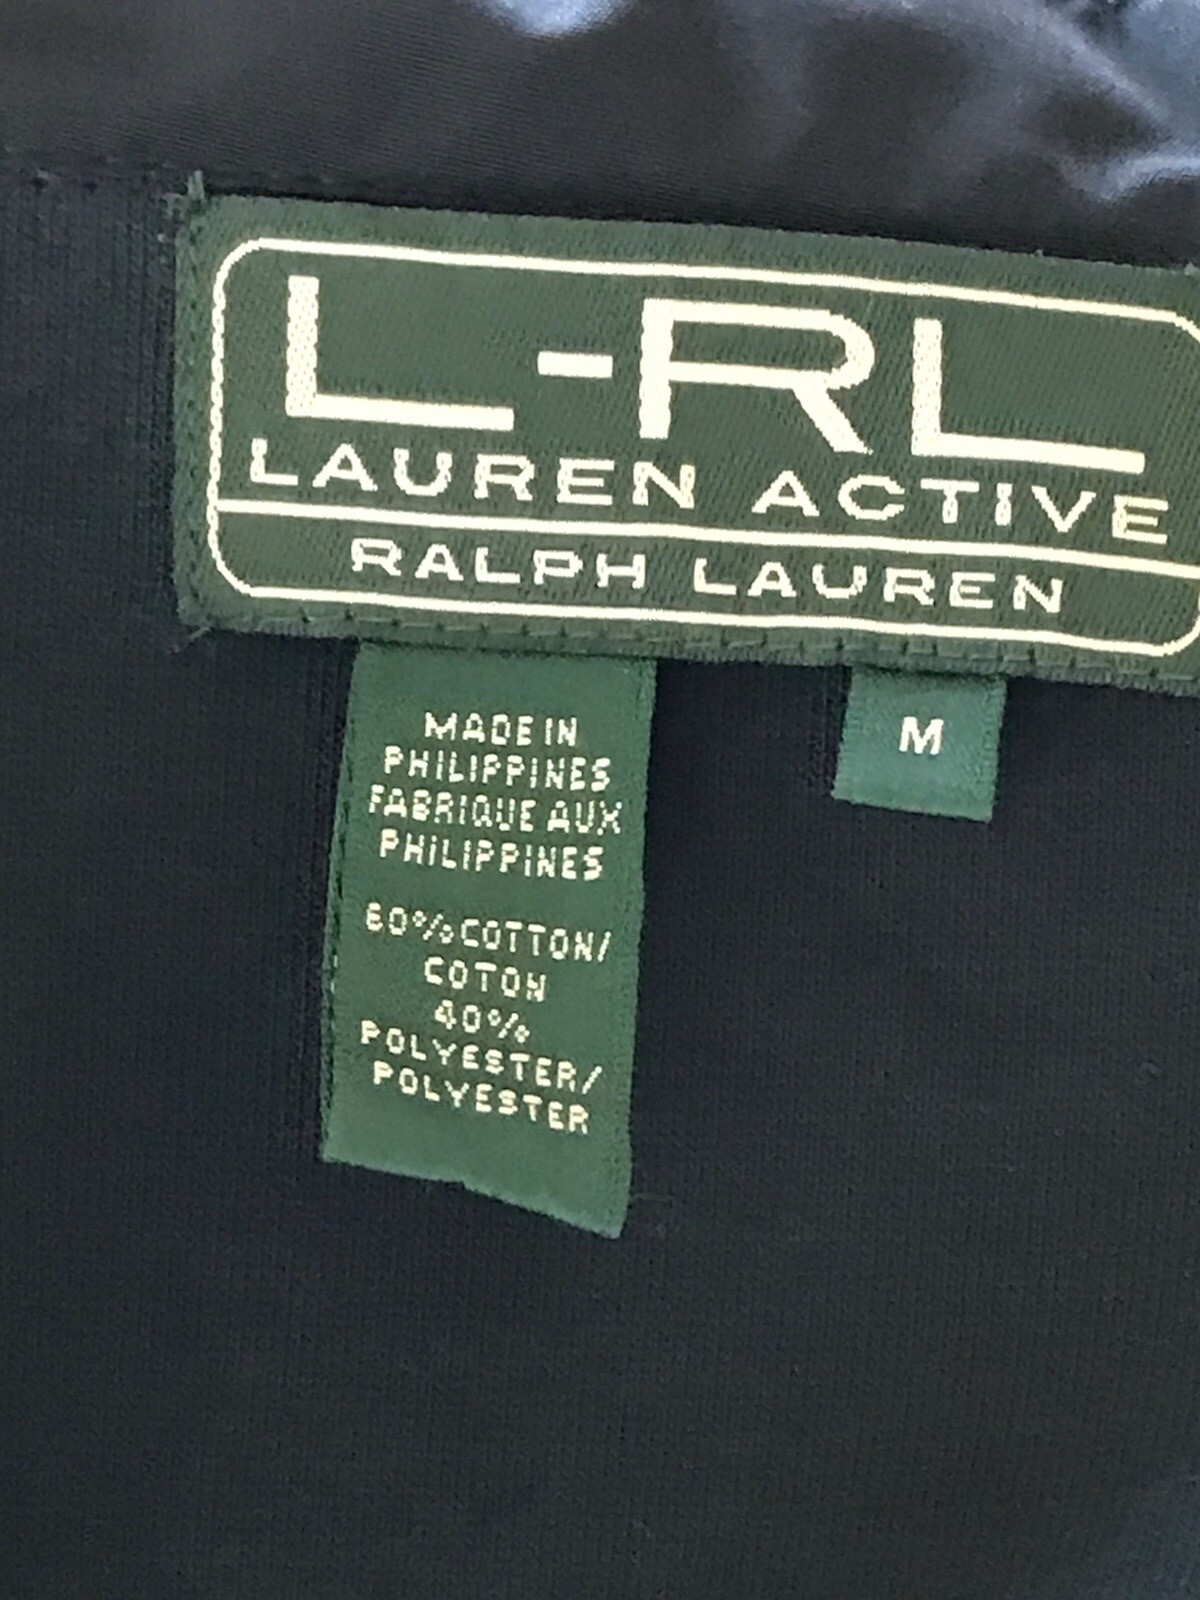 L-RL
LAUREN ACTIVE
RALPH LAUREN
M
MADE IN
PHILIPPINES
FABRIQUE AUX
PHILIPPINES
60% COTTON/
COTON
40%
POLYESTER/
POLYESTER